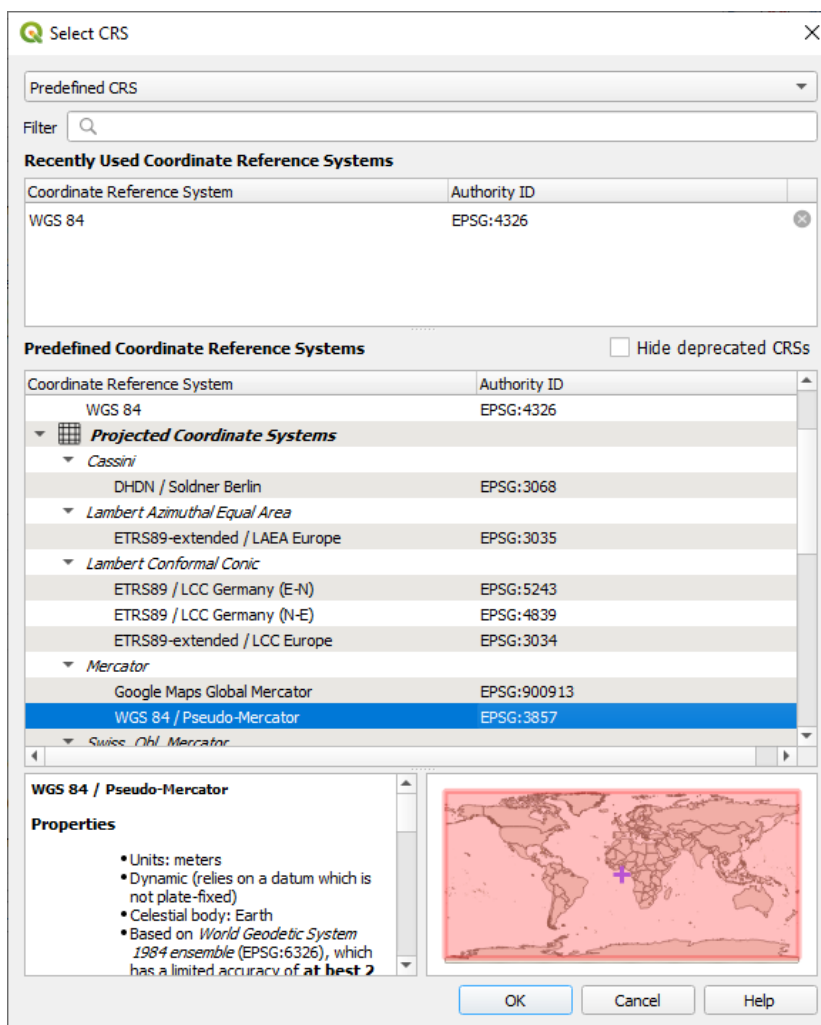 Select CRS
Predefined CRS
Filter
Recently Used Coordinate Reference Systems
Coordinate Reference System Authority ID
WGS 84 EPSG:4326
Predefined Coordinate Reference Systems Hide deprecated CRSs
Coordinate Reference System Authority ID
WGS 84 EPSG:4326
Projected Coordinate Systems
Cassini
DHDN / Soldner Berlin EPSG:3068
Lambert Azimuthal Equal Area
ETRS89-extended / LAEA Europe EPSG:3035
Lambert Conformal Conic
ETRS89 / LCC Germany (E-N) EPSG:5243
ETRS89 / LCC Germany (N-E) EPSG:4839
ETRS89-extended / LCC Europe EPSG:3034
Mercator
Google Maps Global Mercator EPSG:900913
WGS 84 / Pseudo-Mercator EPSG:3857
Swiss. Obl. Mercator
WGS 84 / Pseudo-Mercator
Properties
• Units: meters
• Dynamic (relies on a datum which is
not plate-fixed)
• Celestial body: Earth
• Based on World Geodetic System
1984 ensemble (EPSG:6326), which
has a limited accuracy of at best 2
OK Cancel Help